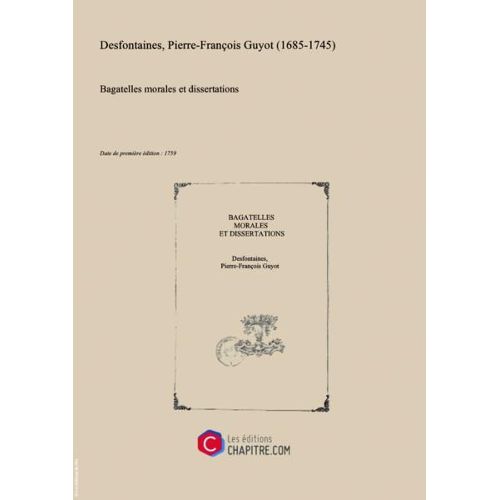 Desfontaines, Pierre-François Guyot (1685-1745)
Bagatelles morales et dissertations
Date de première édition : 1759
BAGATELLES
MORALES
ET DISSERTATIONS
Desfontaines,
Pierre-François Guyot
C
Les éditions
CHAPITRE.COM